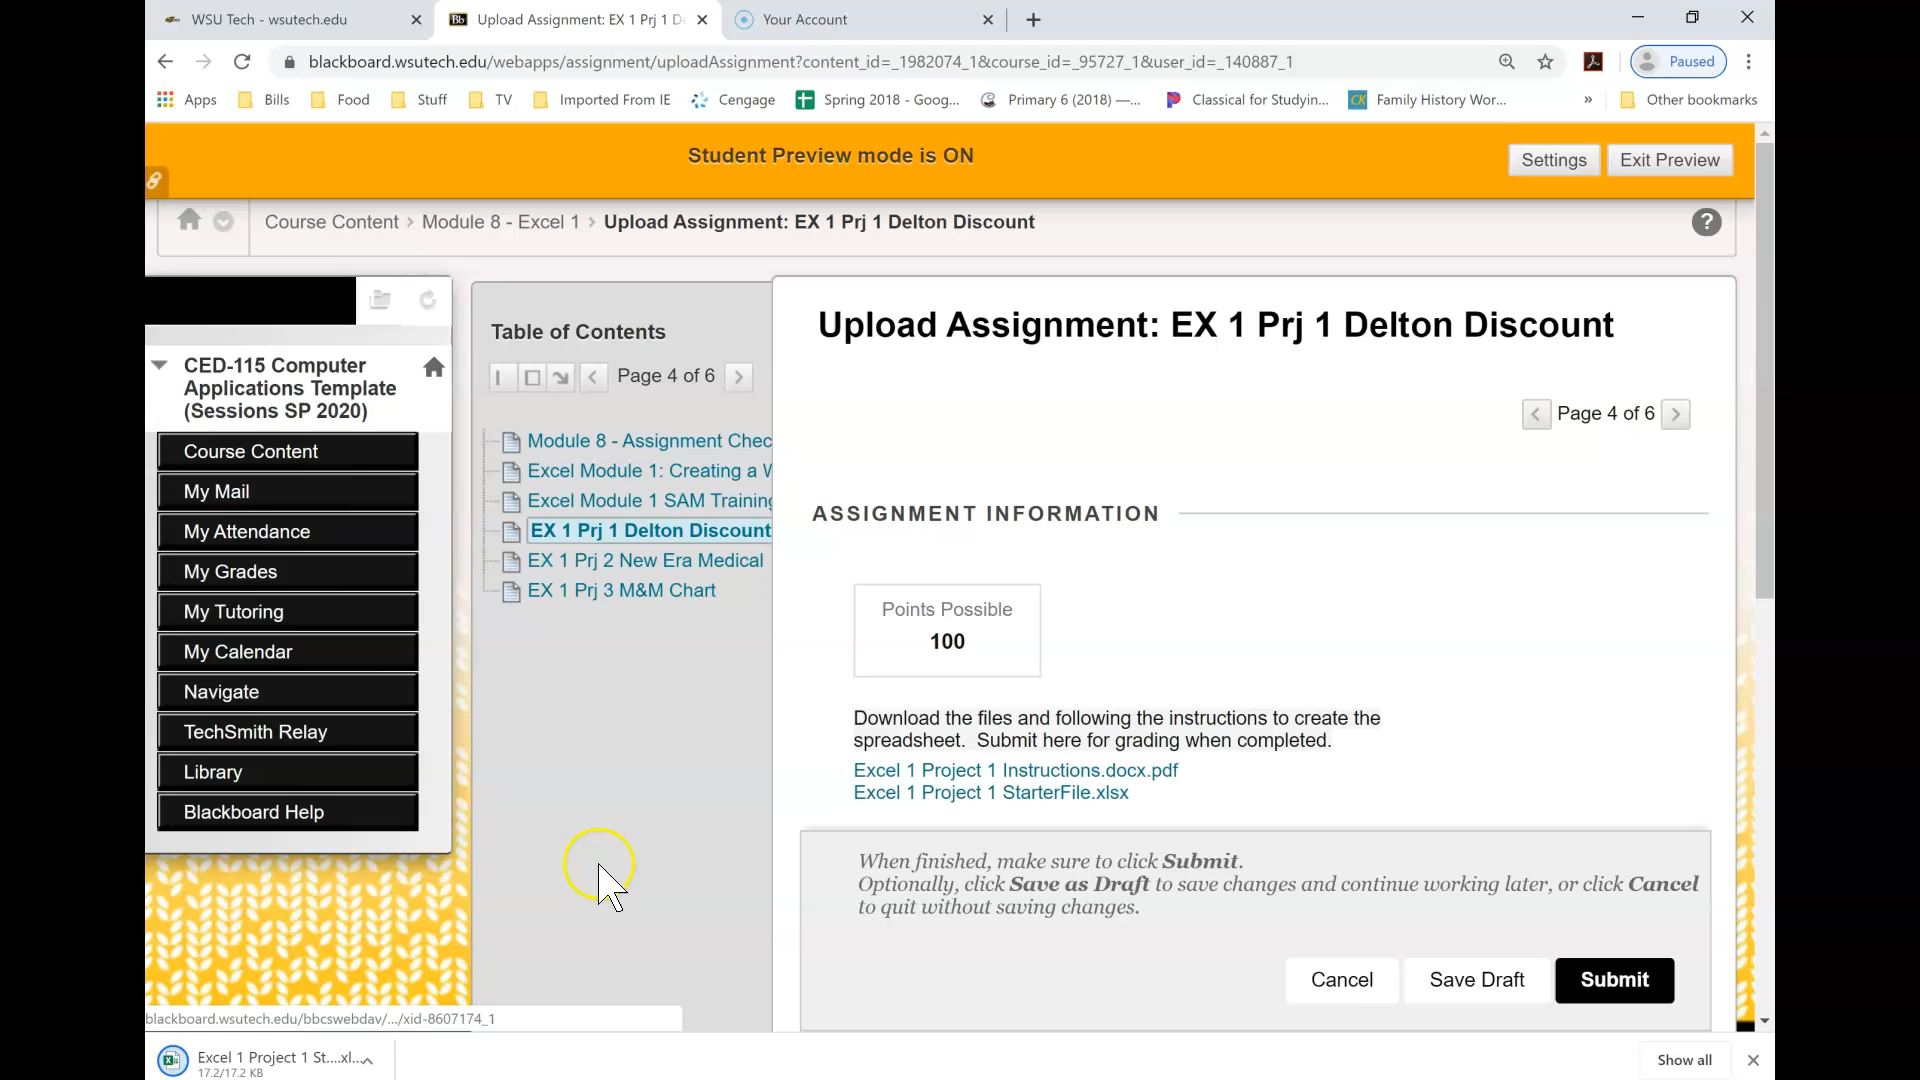 WSU Tech - wsutech.edu
Bb Upload Assignment: EX 1 Prj 1 D
Your Account
blackboard.wsutech.edu/webapps/assignment/uploadAssignment?content_id=_1982074_1&course_id=_95727_1&user_id=_140887_1
Paused
Apps
Bills
Food
Stuff
TV
Imported From IE
Cengage
Spring 2018 - Goog...
Primary 6 (2018) —...
Classical for Studyin...
CK Family History Wor...
»
Other bookmarks
Student Preview mode is ON
Settings
Exit Preview
Course Content > Module 8 - Excel 1 > Upload Assignment: EX 1 Prj 1 Delton Discount
?
CED-115 Computer
Applications Template
(Sessions SP 2020)
Course Content
My Mail
My Attendance
My Grades
My Tutoring
My Calendar
Navigate
TechSmith Relay
Library
Blackboard Help
Table of Contents
Page 4 of 6
Module 8 - Assignment Chec
Excel Module 1: Creating a W
Excel Module 1 SAM Training
EX 1 Prj 1 Delton Discount
EX 1 Prj 2 New Era Medical
EX 1 Prj 3 M&M Chart
Upload Assignment: EX 1 Prj 1 Delton Discount
Page 4 of 6
ASSIGNMENT INFORMATION
Points Possible
100
Download the files and following the instructions to create the
spreadsheet. Submit here for grading when completed.
Excel 1 Project 1 Instructions.docx.pdf
Excel 1 Project 1 StarterFile.xlsx
When finished, make sure to click Submit.
Optionally, click Save as Draft to save changes and continue working later, or click Cancel
to quit without saving changes.
Cancel
Save Draft
Submit
blackboard.wsutech.edu/bbcswebdav/.../xid-8607174_1
Excel 1 Project 1 St....xl...
17.2/17.2 KB
Show all